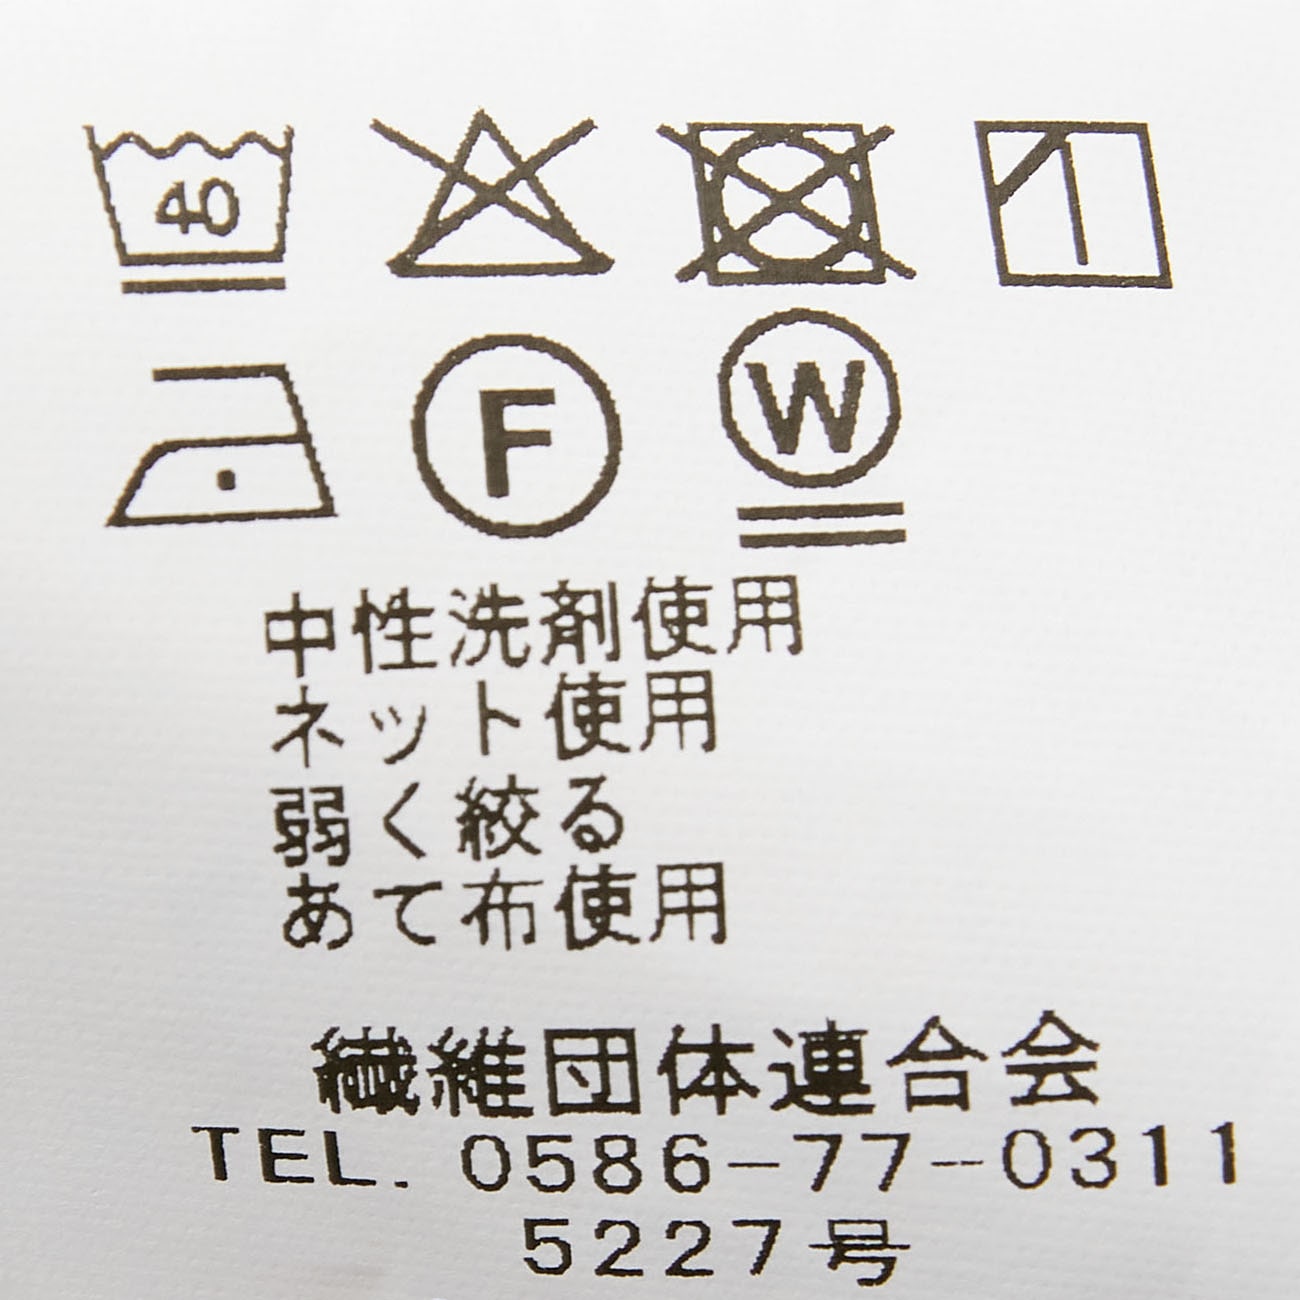 40
F W
中性洗剤使用
ネット使用
弱く絞る
あて布使用
繊維団体連合会
TEL. 0586-77-0311
5227号